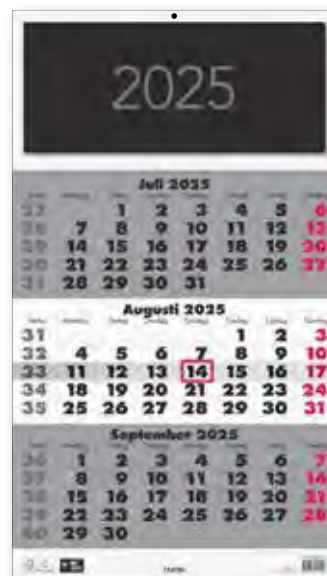 2025
Juli 2025
27 1 2 3 4 5 6
28 7 8 9 10 11 12 13
29 14 15 16 17 18 19 20
30 21 22 23 24 25 26 27
31 28 29 30 31
Augusti 2025
31 1 2 3
32 4 5 6 7 8 9 10
33 11 12 13 14 15 16 17
34 18 19 20 21 22 23 24
35 25 26 27 28 29 30 31
September 2025
36 1 2 3 4 5 6 7
37 8 9 10 11 12 13 14
38 15 16 17 18 19 20 21
39 22 23 24 25 26 27 28
40 29 30